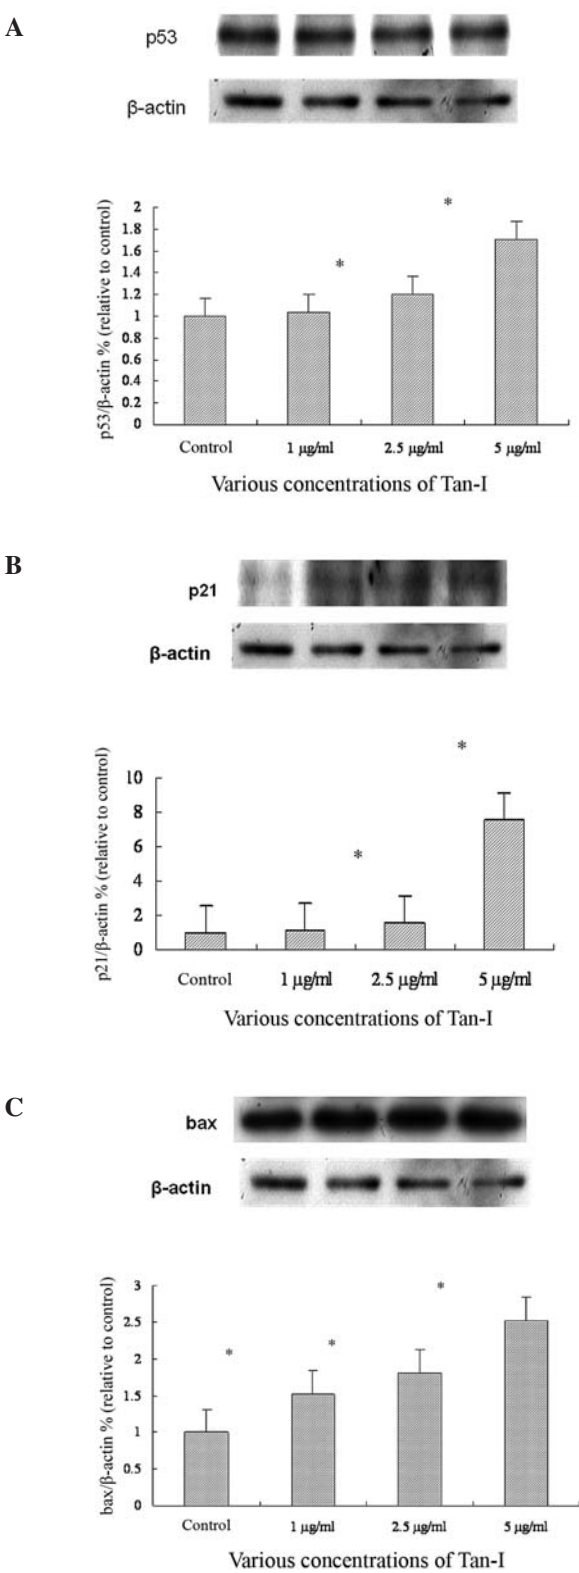 A
p53
β-actin
*
*
p53/β-actin % (relative to control)
2
1.8
1.6
1.4
1.2
1
0.8
0.6
0.4
0.2
0
Control 1 μg/ml 2.5 μg/ml 5 μg/ml
Various concentrations of Tan-I
B
p21
β-actin
*
*
p21/β-actin % (relative to control)
10
8
6
4
2
0
Control 1 μg/ml 2.5 μg/ml 5 μg/ml
Various concentrations of Tan-I
C
bax
β-actin
*
*
*
bax/β-actin % (relative to control)
3
2.5
2
1.5
1
0.5
0
Control 1 μg/ml 2.5 μg/ml 5 μg/ml
Various concentrations of Tan-I